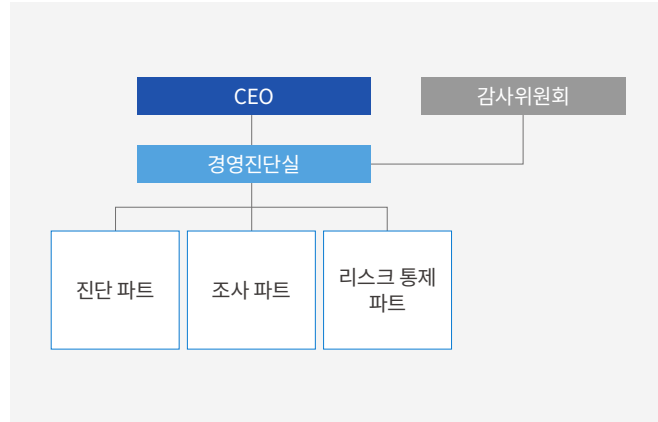 CEO
감사위원회
경영진단실
진단 파트
조사 파트
리스크 통제
파트